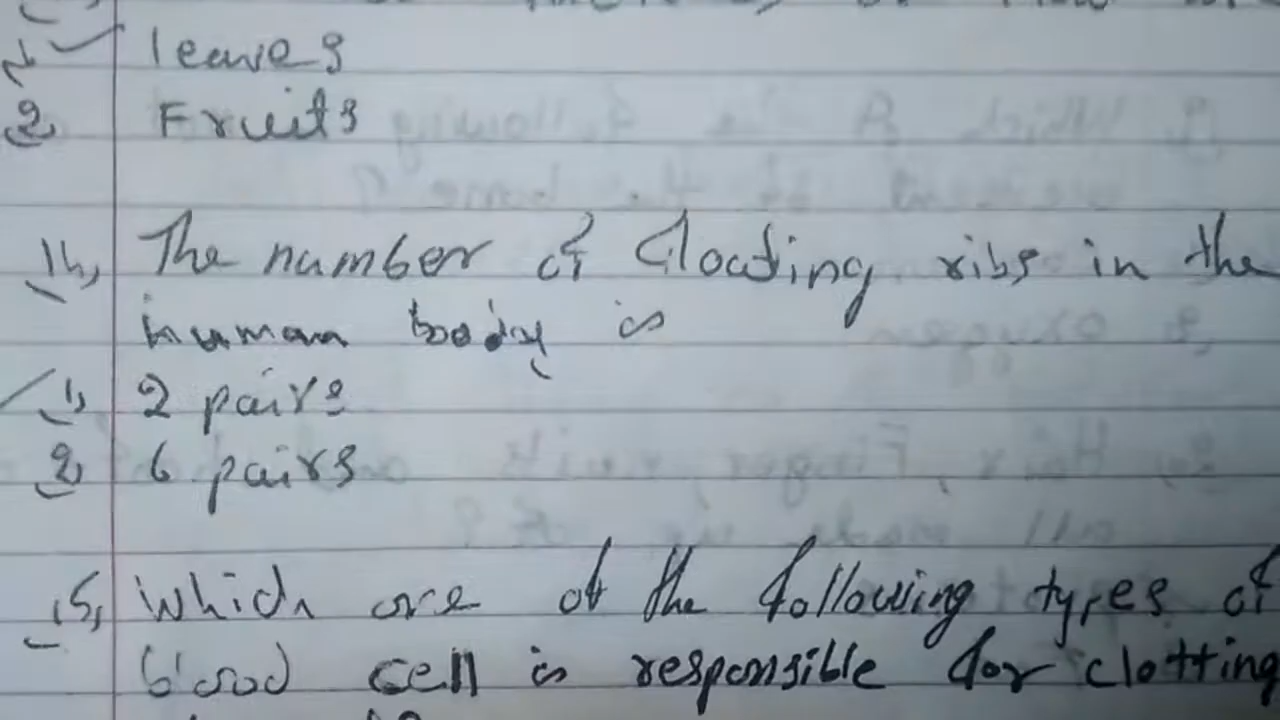 1, leaves
2, Fruits
14, The number of floating ribs in the
human body is
1, 2 pairs
2, 6 pairs
15, Which one of the following types of
blood cell is responsible for clotting